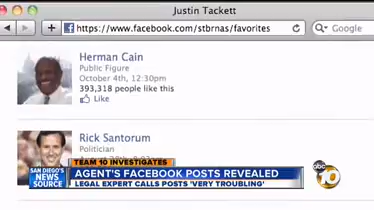 Justin Tackett
https://www.facebook.com/stbrnas/favorites
Google
Herman Cain
Public Figure
October 4th, 12:30pm
393,318 people like this
Like
Rick Santorum
Politician
TEAM 10 INVESTIGATES
AGENT'S FACEBOOK POSTS REVEALED
LEGAL EXPERT CALLS POSTS 'VERY TROUBLING'
SAN DIEGO'S
NEWS
SOURCE
abc
10